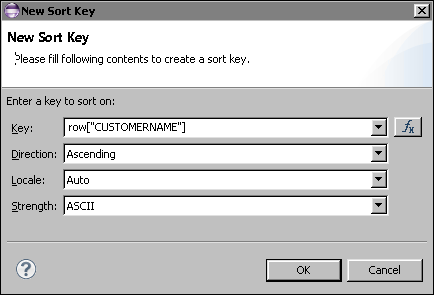 New Sort Key
New Sort Key
Please fill following contents to create a sort key.
Enter a key to sort on:
Key: row["CUSTOMERNAME"] fx
Direction: Ascending
Locale: Auto
Strength: ASCII
? OK Cancel